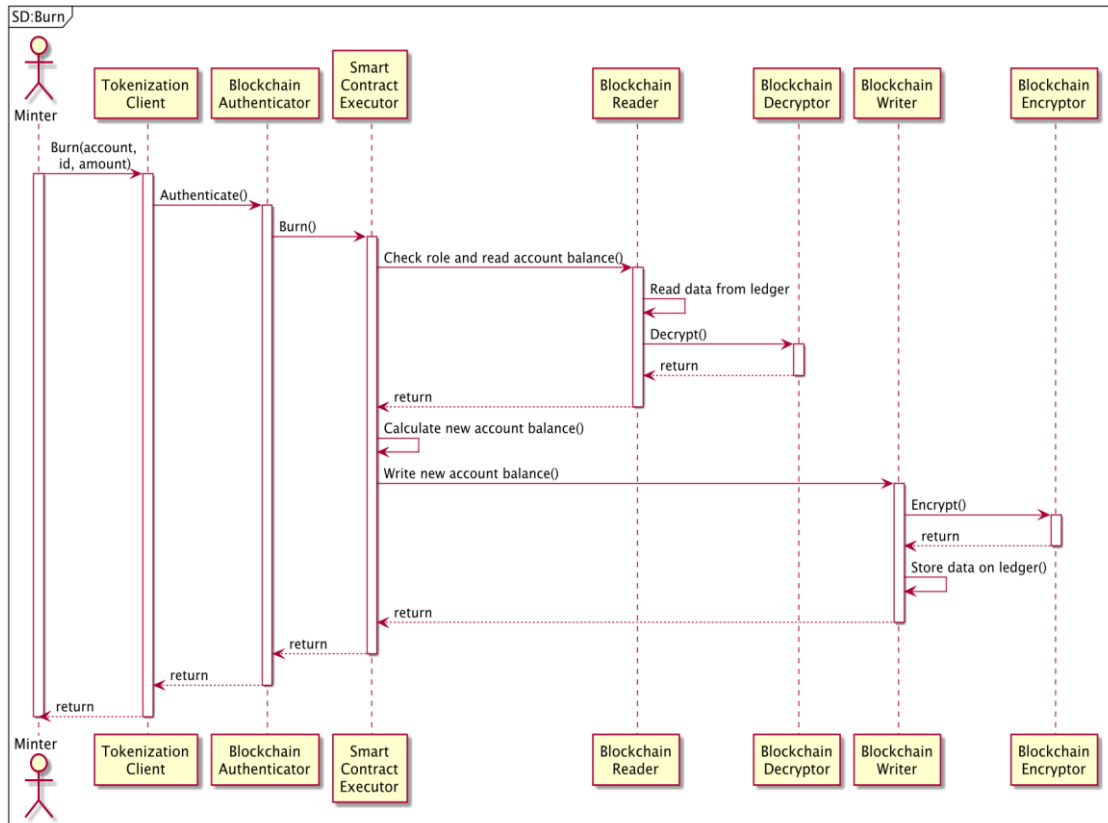 SD:Burn
Minter
Tokenization
Client
Blockchain
Authenticator
Smart
Contract
Executor
Blockchain
Reader
Blockchain
Decryptor
Blockchain
Writer
Blockchain
Encryptor
Burn(account,
id, amount)
Authenticate()
Burn()
Check role and read account balance()
Read data from ledger
Decrypt()
return
return
Calculate new account balance()
Write new account balance()
Encrypt()
return
Store data on ledger()
return
return
return
return
Minter
Tokenization
Client
Blockchain
Authenticator
Smart
Contract
Executor
Blockchain
Reader
Blockchain
Decryptor
Blockchain
Writer
Blockchain
Encryptor